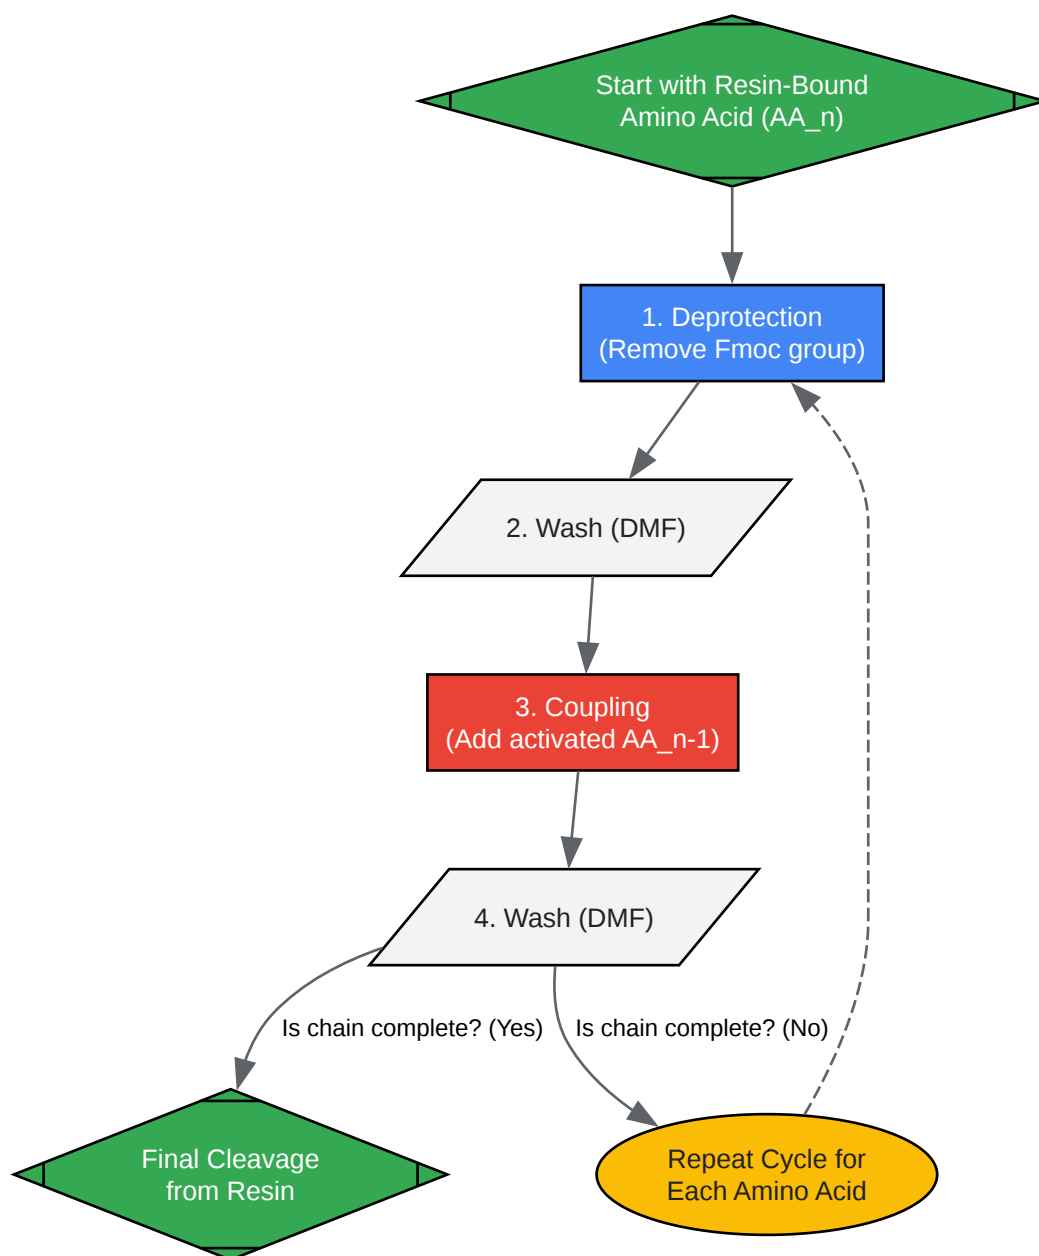 Start with Resin-Bound
Amino Acid (AA_n)
1. Deprotection
(Remove Fmoc group)
2. Wash (DMF)
3. Coupling
(Add activated AA_n-1)
4. Wash (DMF)
Is chain complete? (Yes)
Is chain complete? (No)
Final Cleavage
from Resin
Repeat Cycle for
Each Amino Acid